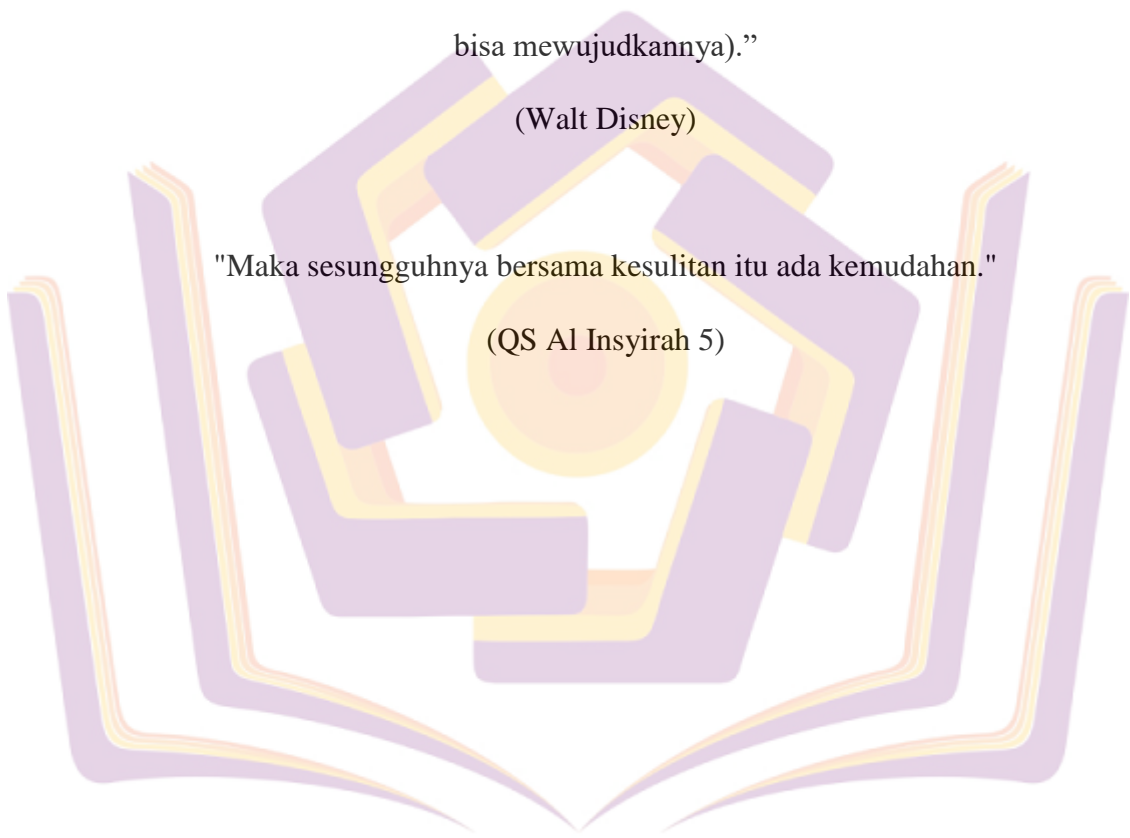 bisa mewujudkannya).”
(Walt Disney)
"Maka sesungguhnya bersama kesulitan itu ada kemudahan."
(QS Al Insyirah 5)